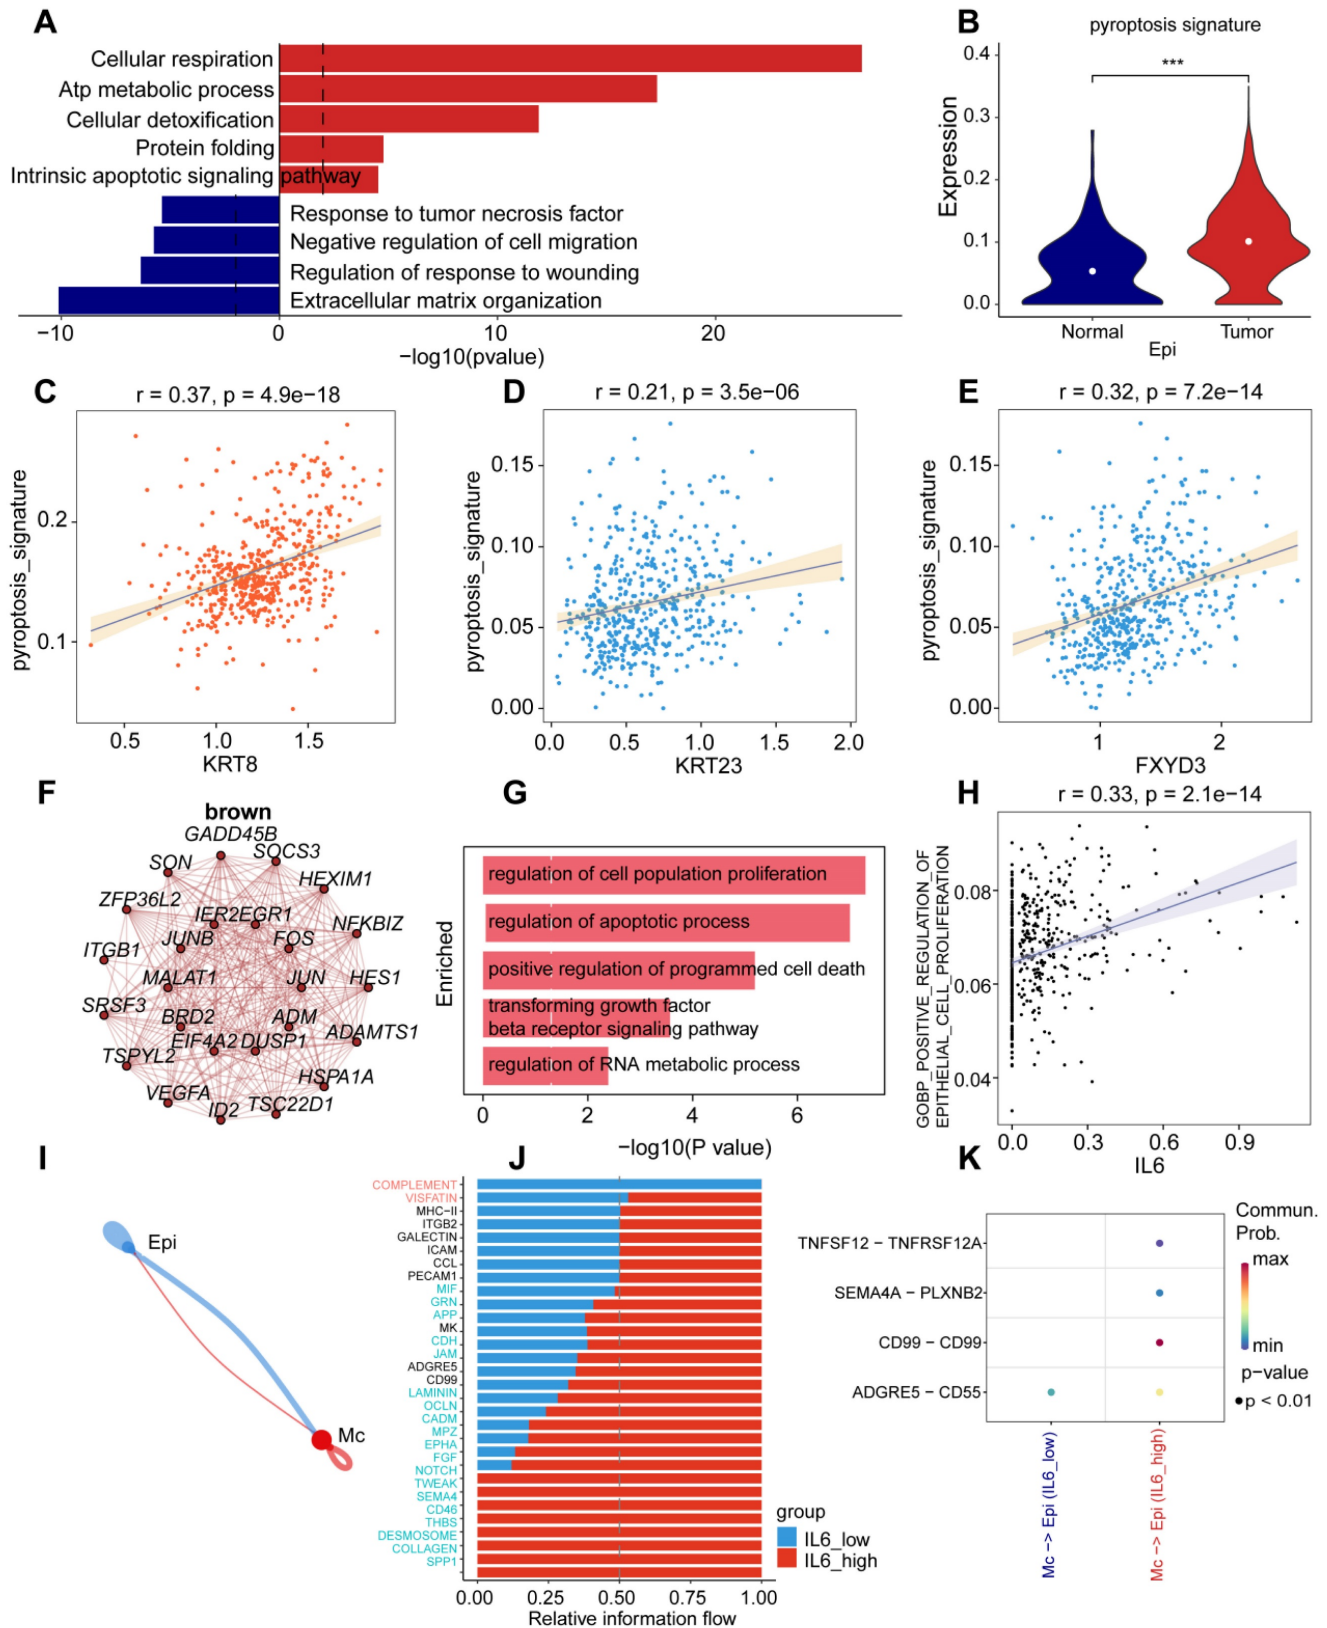 A
Cellular respiration
Atp metabolic process
Cellular detoxification
Protein folding
Intrinsic apoptotic signaling pathway
Response to tumor necrosis factor
Negative regulation of cell migration
Regulation of response to wounding
Extracellular matrix organization
−10 0 10 20
−log10(pvalue)
B
pyroptosis signature
***
Expression
0.4
0.3
0.2
0.1
0.0
Normal Tumor
Epi
C
r = 0.37, p = 4.9e−18
pyroptosis_signature
0.2
0.1
0.5 1.0 1.5
KRT8
D
r = 0.21, p = 3.5e−06
pyroptosis_signature
0.15
0.10
0.05
0.00
0.0 0.5 1.0 1.5 2.0
KRT23
E
r = 0.32, p = 7.2e−14
pyroptosis_signature
0.15
0.10
0.05
0.00
1 2
FXYD3
F
brown
GADD45B
SON SOCS3
HEXIM1
ZFP36L2
IER2 EGR1 NFKBIZ
JUNB FOS
ITGB1
MALAT1 JUN HES1
SRSF3
BRD2 ADM
EIF4A2 DUSP1 ADAMTS1
TSPYL2
HSPA1A
VEGFA
ID2 TSC22D1
G
Enriched
regulation of cell population proliferation
regulation of apoptotic process
positive regulation of programmed cell death
transforming growth factor
beta receptor signaling pathway
regulation of RNA metabolic process
0 2 4 6
−log10(P value)
H
r = 0.33, p = 2.1e−14
GOBP_POSITIVE_REGULATION_OF_
EPITHELIAL_CELL_PROLIFERATION
0.08
0.06
0.04
0.0 0.3 0.6 0.9
IL6
I
Epi
Mc
J
COMPLEMENT
VISFATIN
MHC−II
ITGB2
GALECTIN
ICAM
CCL
PECAM1
MIF
GRN
APP
MK
CDH
JAM
ADGRE5
CD99
LAMININ
OCLN
CADM
MPZ
EPHA
FGF
NOTCH
TWEAK
SEMA4
CD46
THBS
DESMOSOME
COLLAGEN
SPP1
0.00 0.25 0.50 0.75 1.00
Relative information flow
group
IL6_low
IL6_high
K
TNFSF12 − TNFRSF12A
SEMA4A − PLXNB2
CD99 − CD99
ADGRE5 − CD55
Mc −> Epi (IL6_low)
Mc −> Epi (IL6_high)
Commun.
Prob.
max
min
p−value
p < 0.01